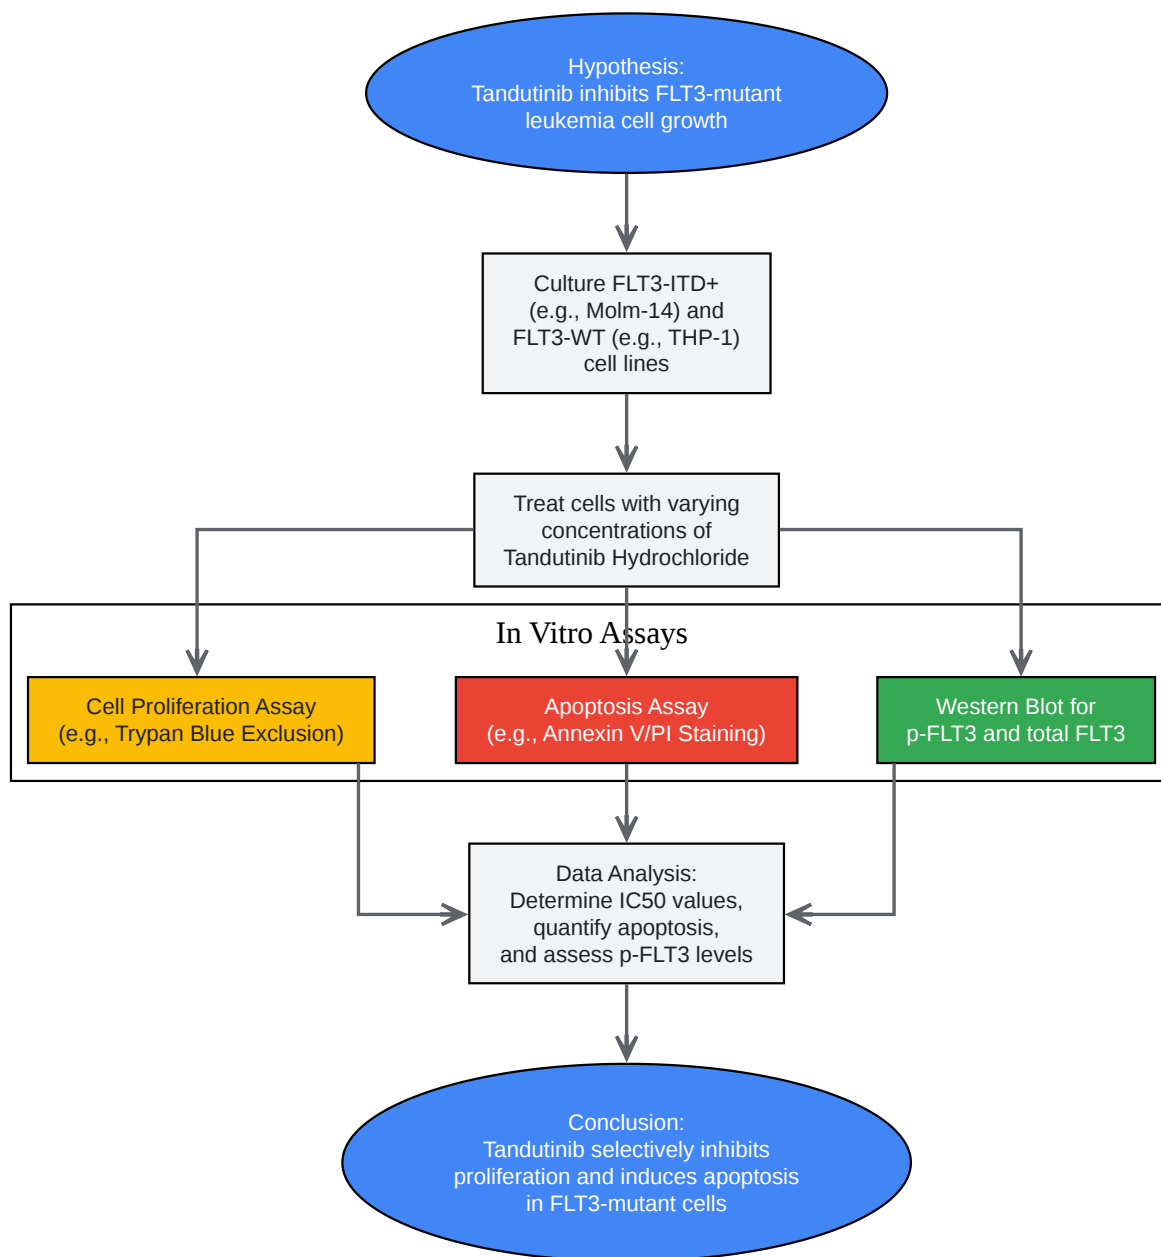 Hypothesis:
Tandutinib inhibits FLT3-mutant
leukemia cell growth
Culture FLT3-ITD+
(e.g., Molm-14) and
FLT3-WT (e.g., THP-1)
cell lines
Treat cells with varying
concentrations of
Tandutinib Hydrochloride
In Vitro Assays
Cell Proliferation Assay
(e.g., Trypan Blue Exclusion)
Apoptosis Assay
(e.g., Annexin V/PI Staining)
Western Blot for
p-FLT3 and total FLT3
Data Analysis:
Determine IC50 values,
quantify apoptosis,
and assess p-FLT3 levels
Conclusion:
Tandutinib selectively inhibits
proliferation and induces apoptosis
in FLT3-mutant cells